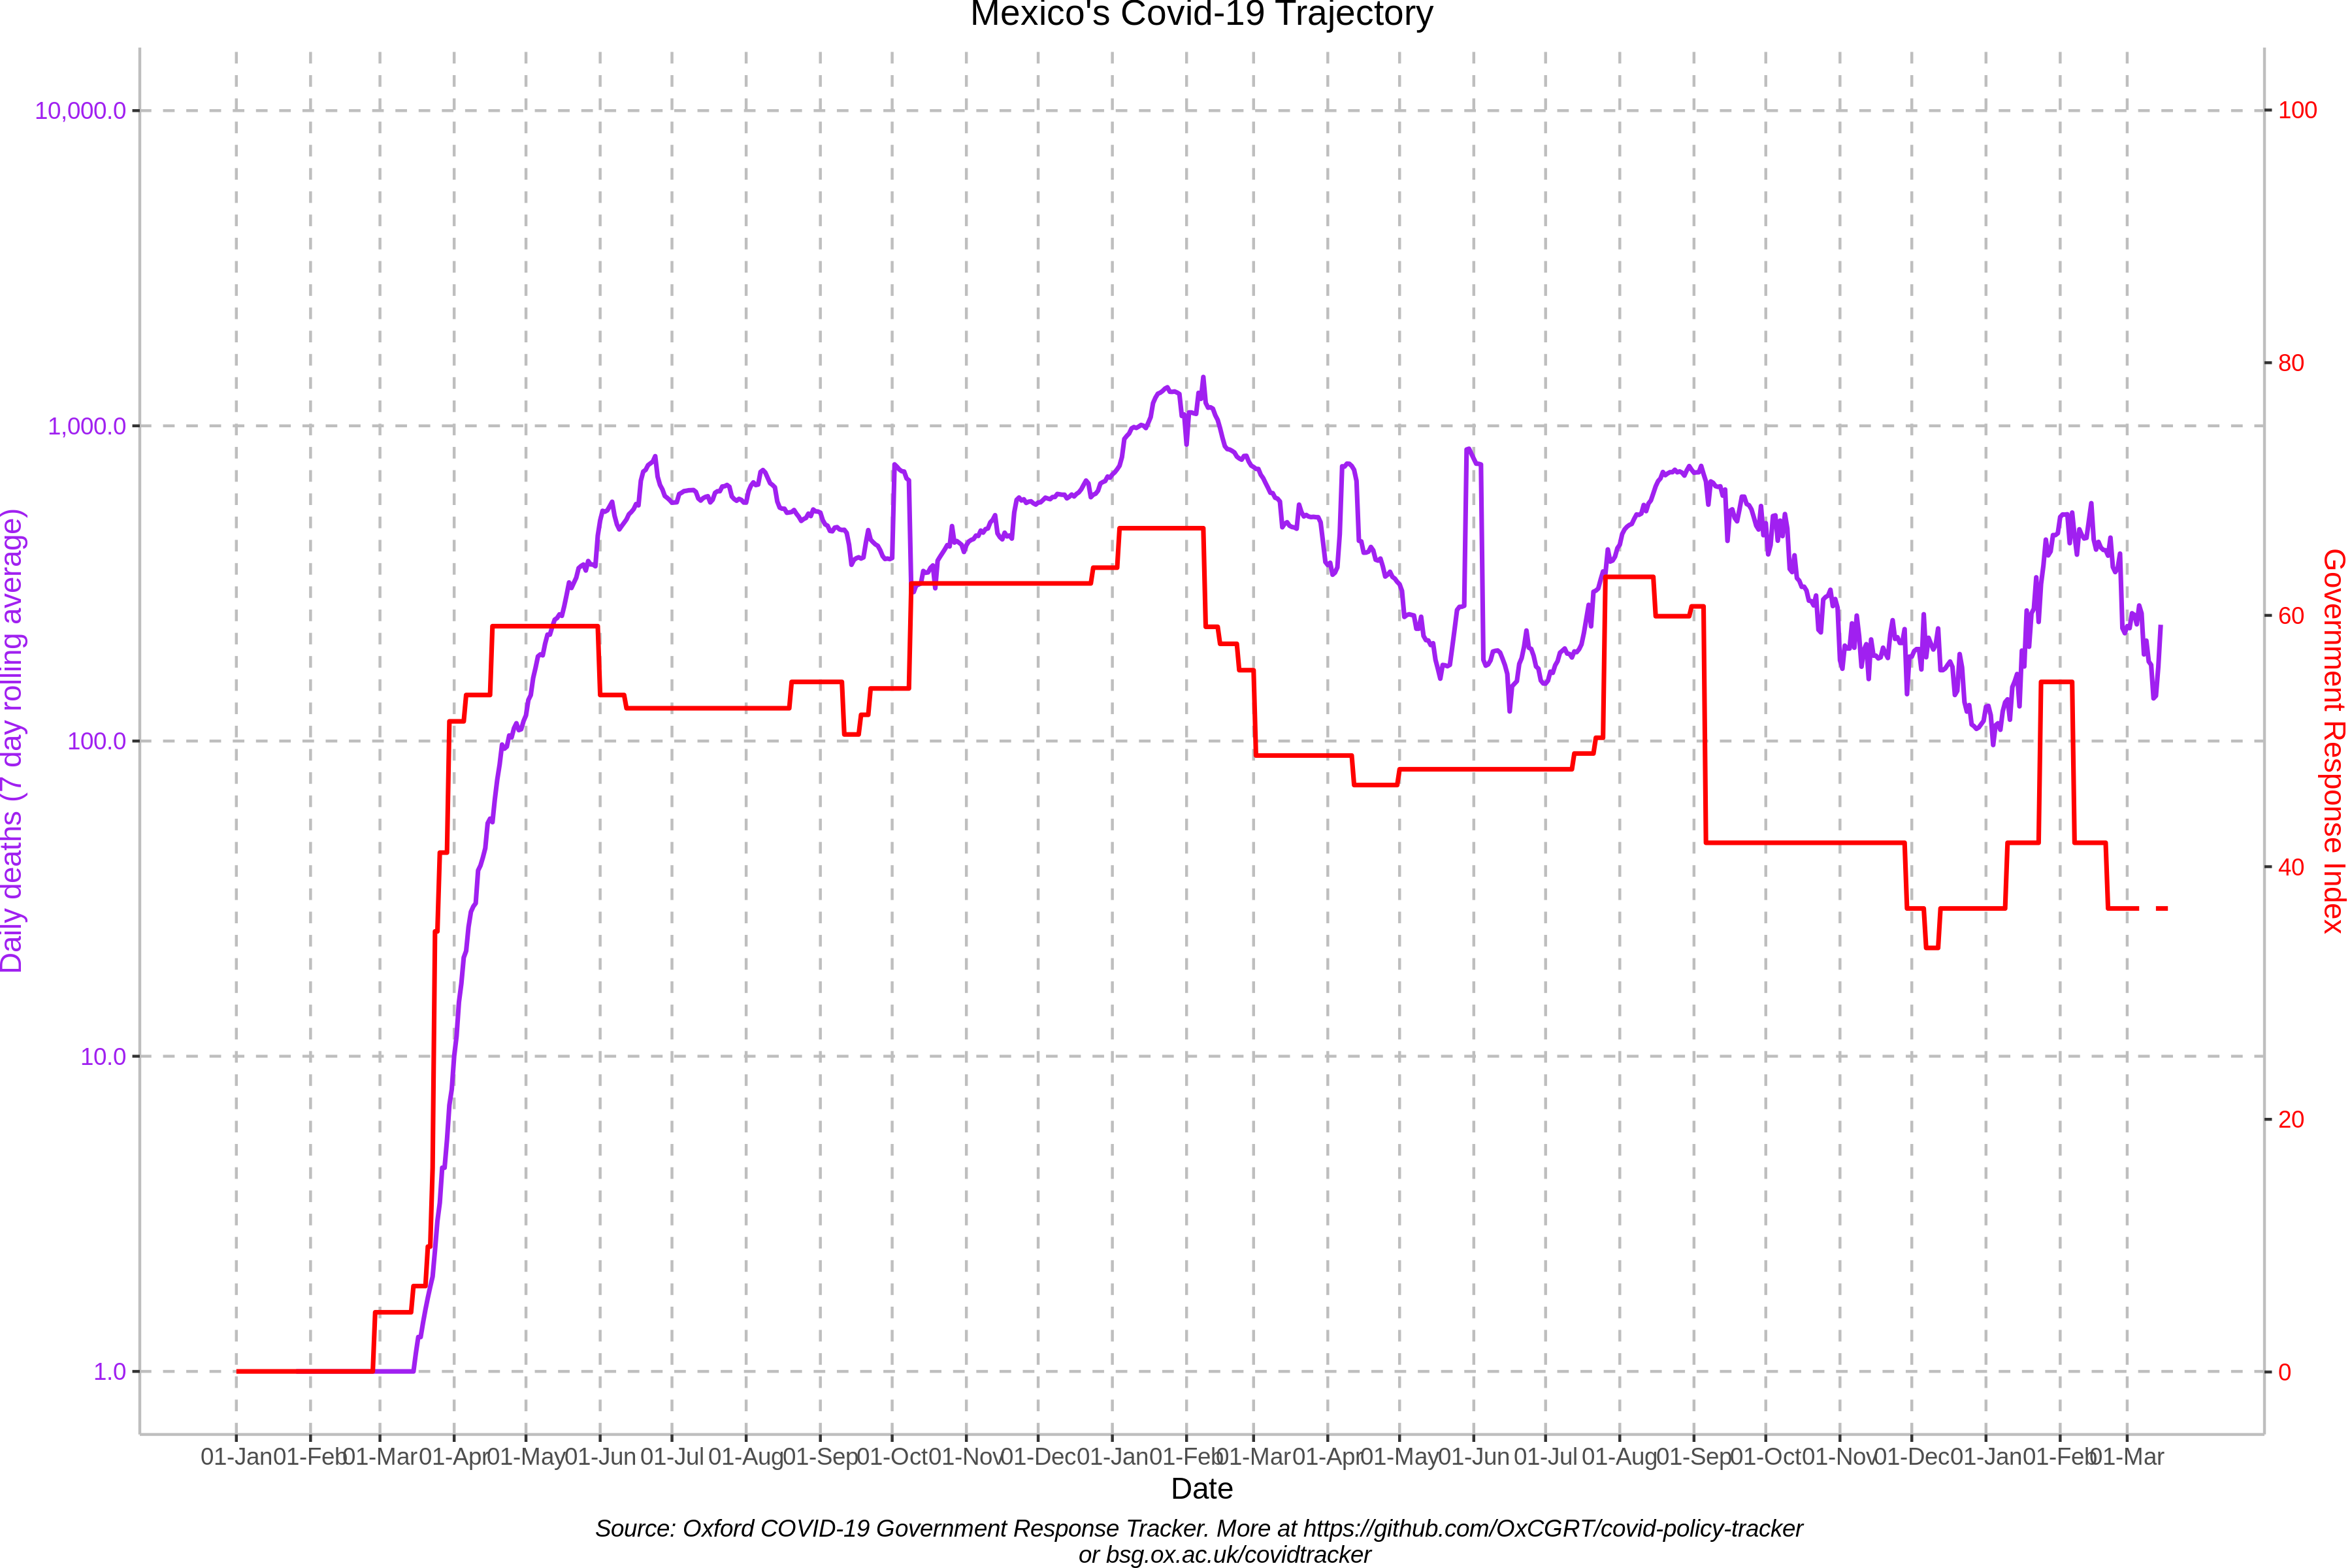 Mexico's Covid-19 Trajectory
Daily deaths (7 day rolling average)
10,000.0
1,000.0
100.0
10.0
1.0
100
80
60
40
20
0
Government Response Index
01-Jan 01-Feb 01-Mar 01-Apr 01-May 01-Jun 01-Jul 01-Aug 01-Sep 01-Oct 01-Nov 01-Dec 01-Jan 01-Feb 01-Mar 01-Apr 01-May 01-Jun 01-Jul 01-Aug 01-Sep 01-Oct 01-Nov 01-Dec 01-Jan 01-Feb 01-Mar
Date
Source: Oxford COVID-19 Government Response Tracker. More at https://github.com/OxCGRT/covid-policy-tracker
or bsg.ox.ac.uk/covidtracker